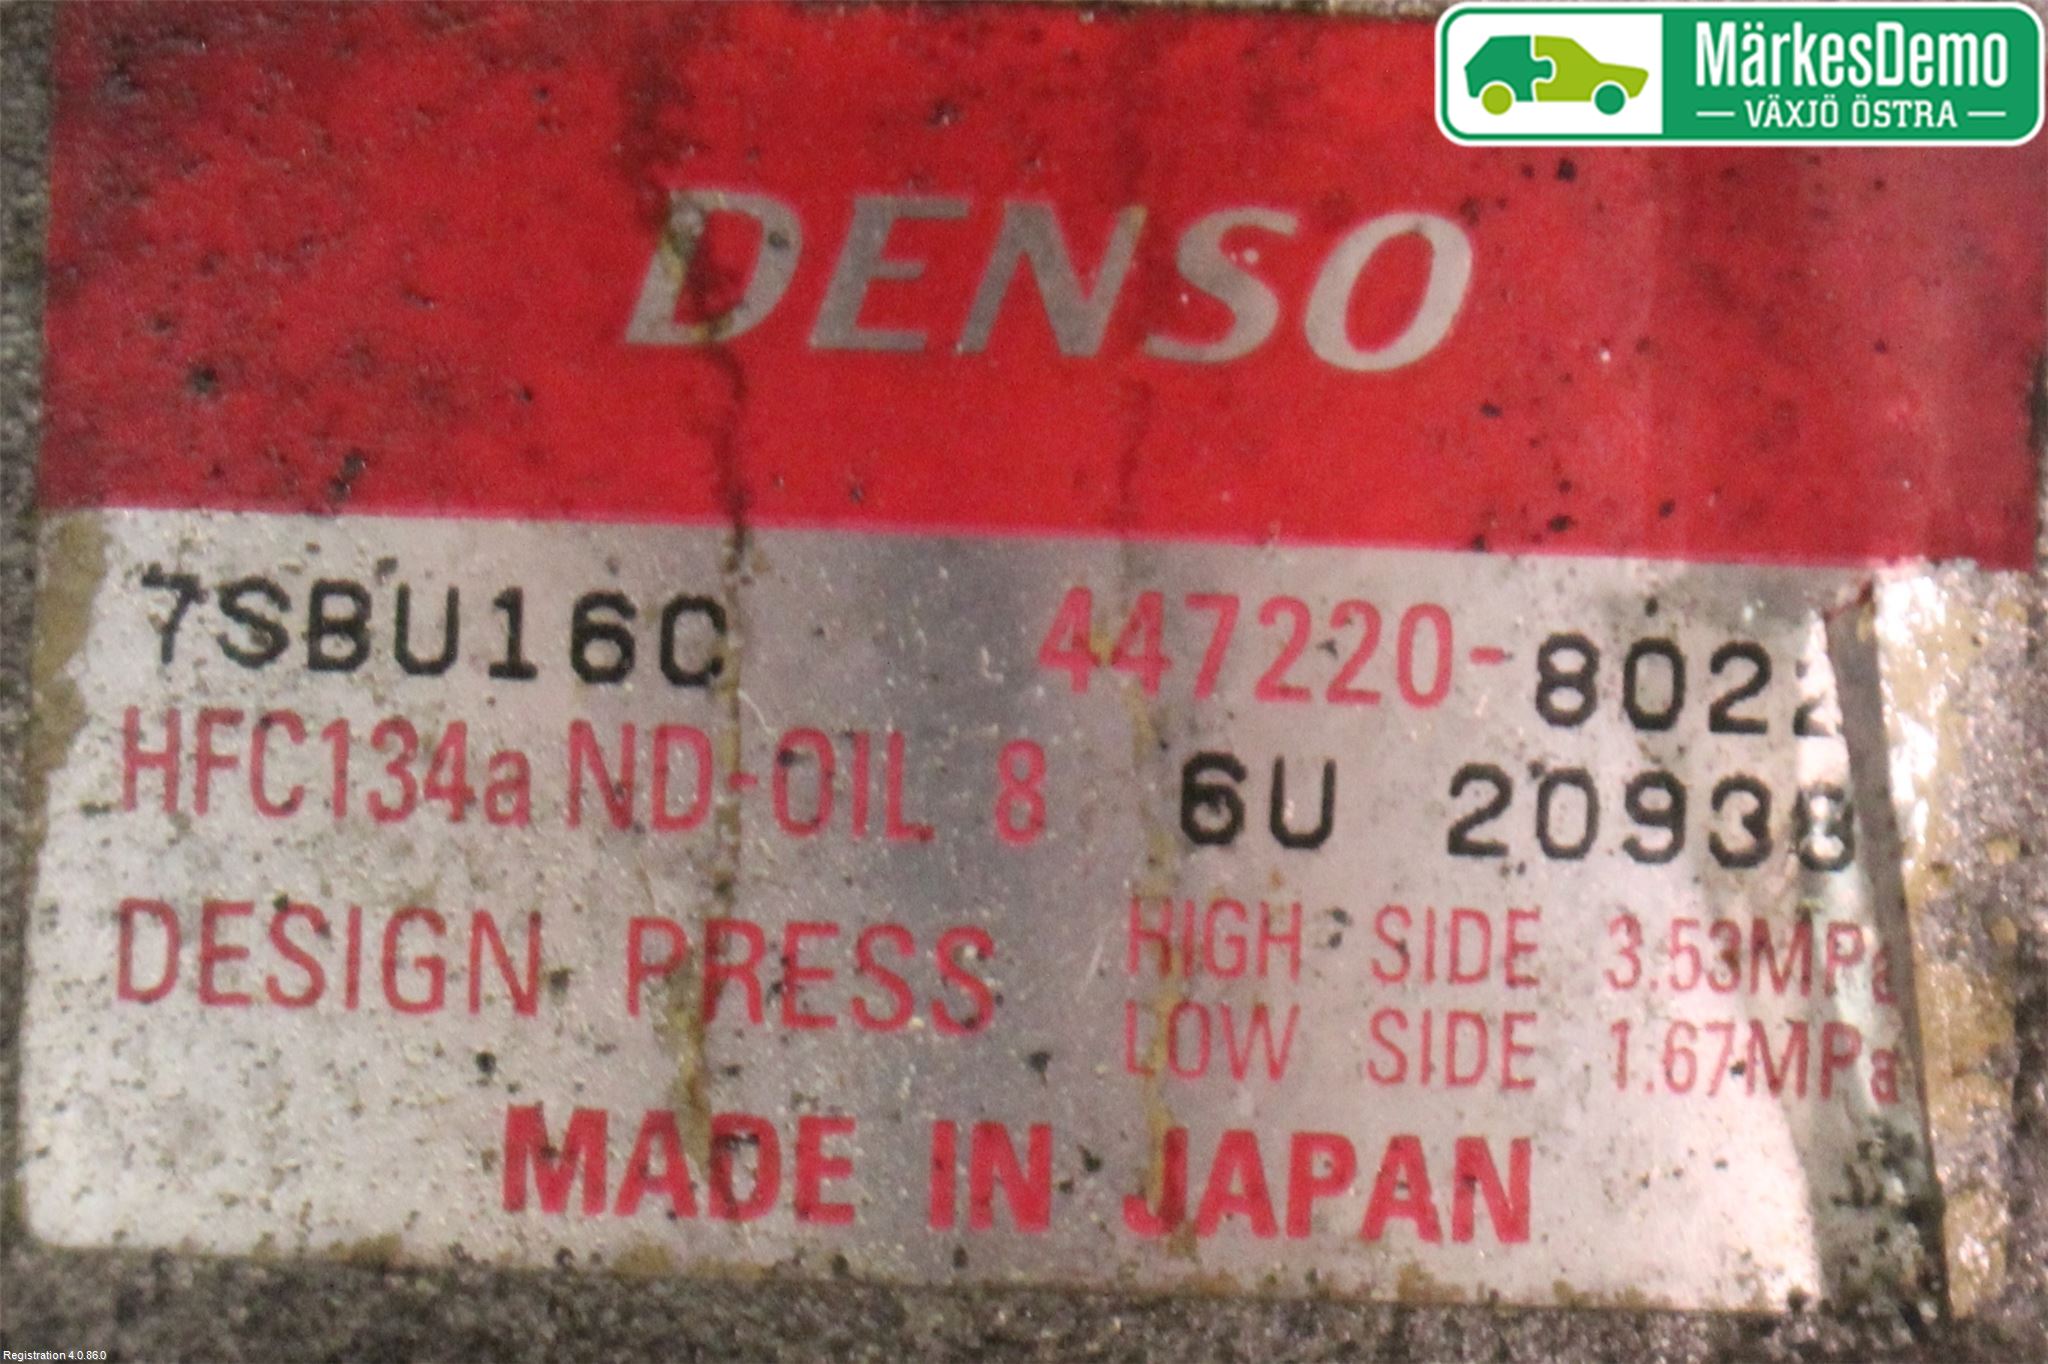 MärkesDemo
VÄXJÖ ÖSTRA
DENSO
7SBU16C 447220-8022
HFC134a ND-OIL 8 6U 20938
DESIGN PRESS HIGH SIDE 3.53MPa
LOW SIDE 1.67MPa
MADE IN JAPAN
Registration 4.0.86.0